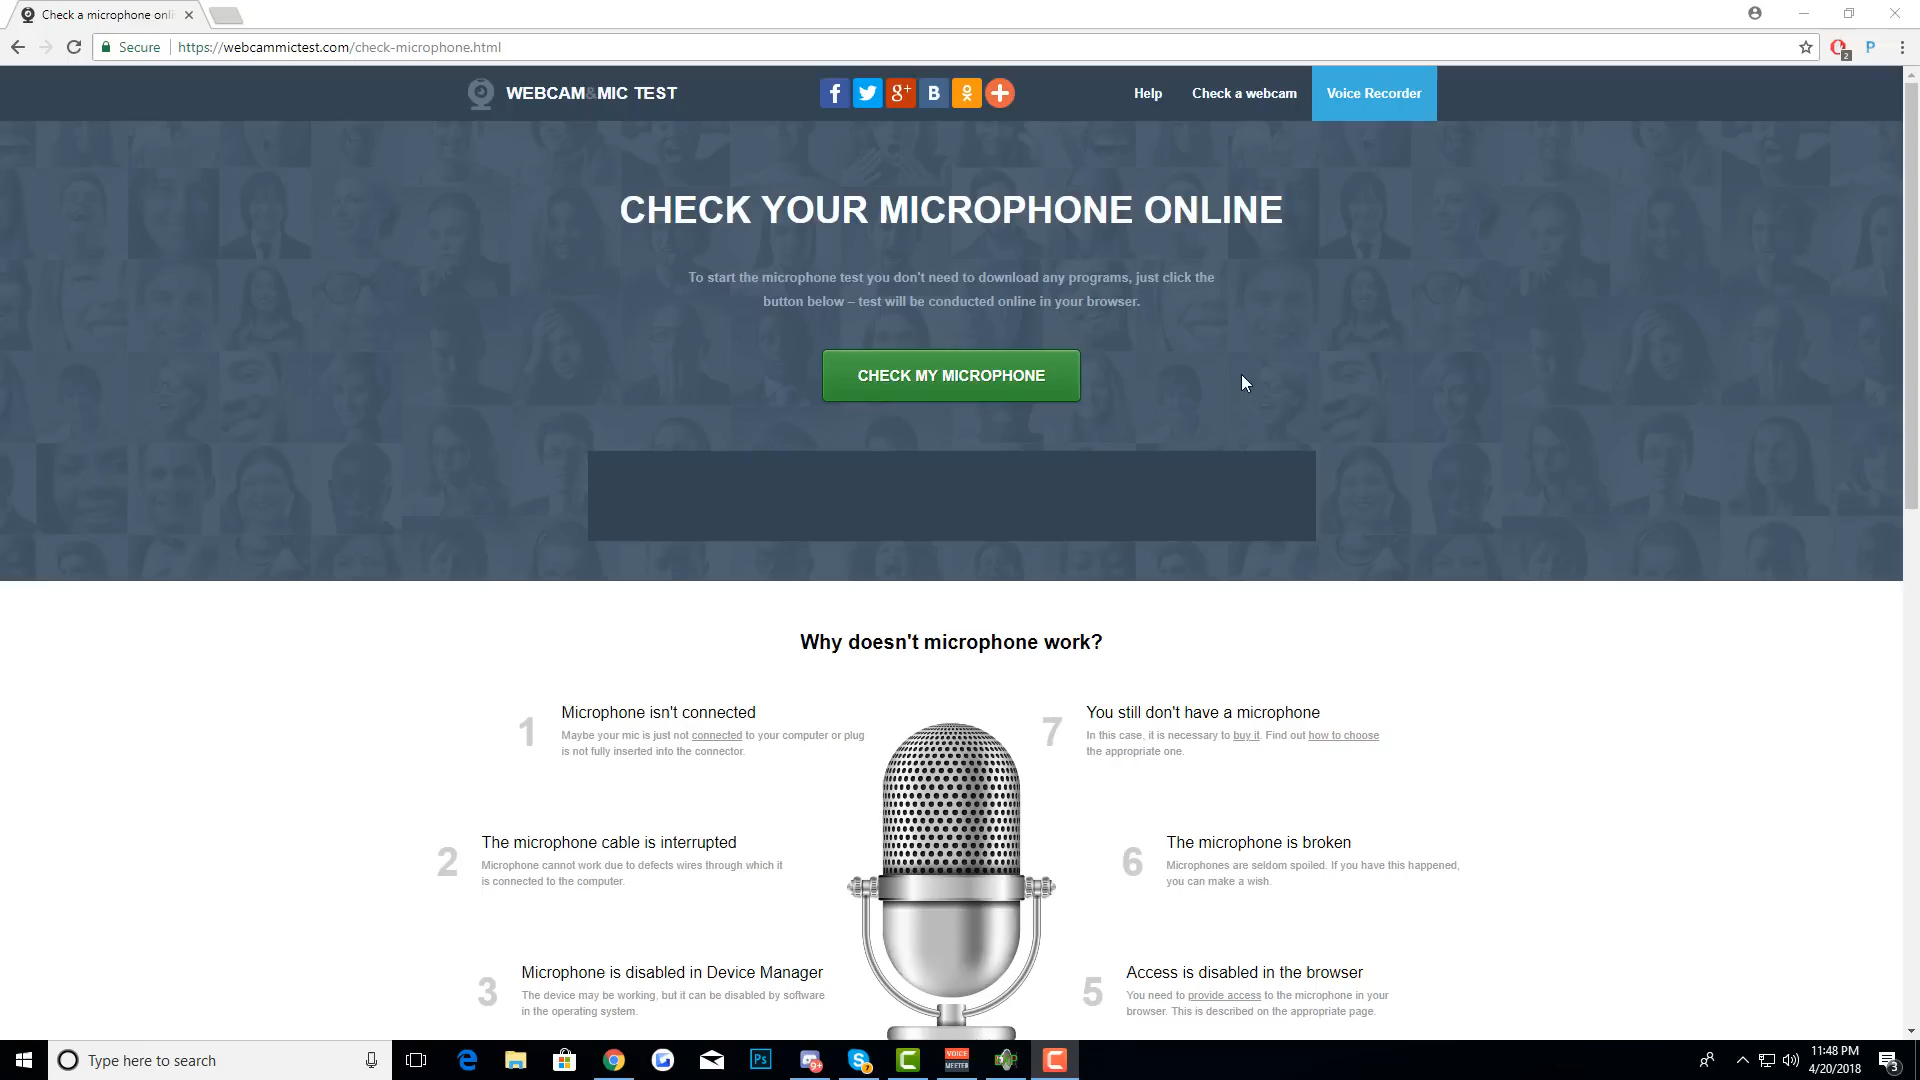 Check a microphone onli
Secure
https://webcammictest.com/check-microphone.html
P
2
WEBCAM&MIC TEST
f
g+
B
Help
Check a webcam
Voice Recorder
CHECK YOUR MICROPHONE ONLINE
To start the microphone test you don't need to download any programs, just click the
button below – test will be conducted online in your browser.
CHECK MY MICROPHONE
Why doesn't microphone work?
1
Microphone isn't connected
Maybe your mic is just not connected to your computer or plug
is not fully inserted into the connector.
7
You still don't have a microphone
In this case, it is necessary to buy it. Find out how to choose
the appropriate one.
2
The microphone cable is interrupted
Microphone cannot work due to defects wires through which it
is connected to the computer.
6
The microphone is broken
Microphones are seldom spoiled. If you have this happened,
you can make a wish.
3
Microphone is disabled in Device Manager
The device may be working, but it can be disabled by software
in the operating system.
5
Access is disabled in the browser
You need to provide access to the microphone in your
browser. This is described on the appropriate page.
Type here to search
Ps
9+
S
7
C
VOICE
MEETER
C
11:48 PM
4/20/2018
3